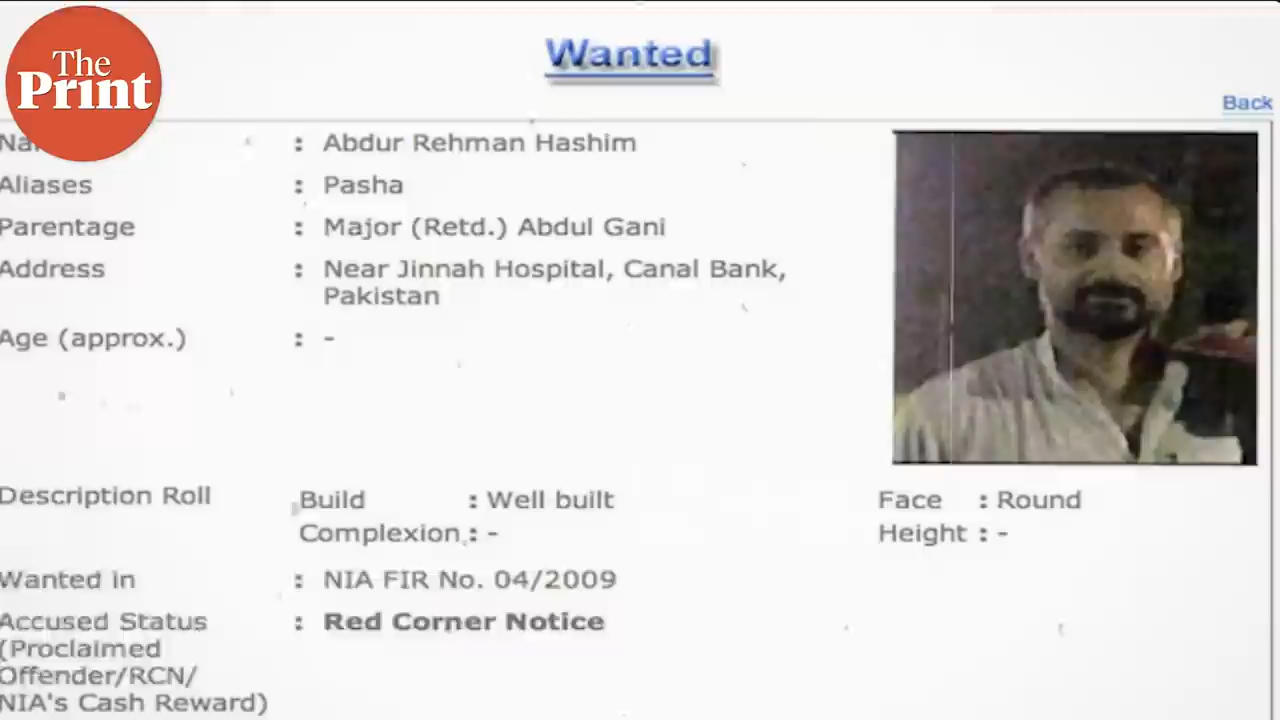 The
Print
Wanted
Back
Na : Abdur Rehman Hashim
Aliases : Pasha
Parentage : Major (Retd.) Abdul Gani
Address : Near Jinnah Hospital, Canal Bank,
Pakistan
Age (approx.) : -
Description Roll Build : Well built Face : Round
Complexion : - Height : -
Wanted in : NIA FIR No. 04/2009
Accused Status : Red Corner Notice
(Proclaimed
Offender/RCN/
NIA's Cash Reward)